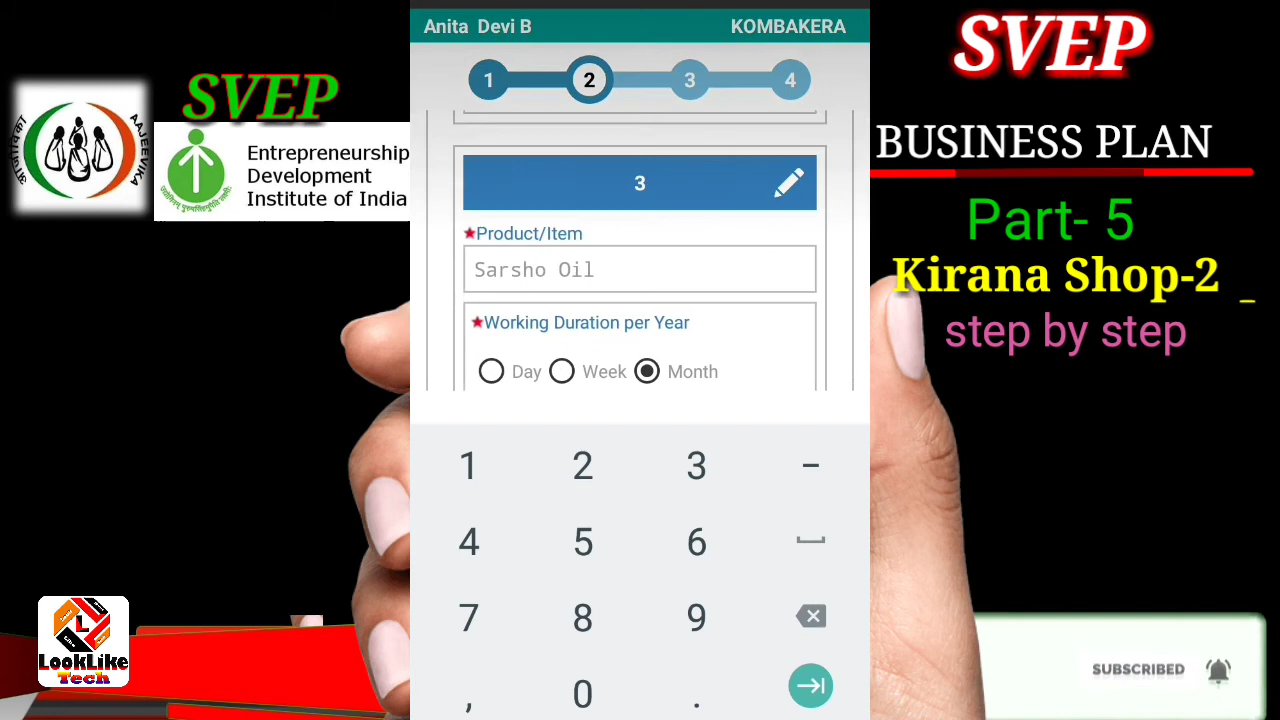 Anita Devi B KOMBAKERA
1 2 3 4
3
★Product/Item
Sarsho Oil
★Working Duration per Year
Day Week Month
1 2 3 –
4 5 6
7 8 9
, 0 .
आजीविका
AAJEEVIKA
SVEP
Entrepreneurship
Development
Institute of India
SVEP
BUSINESS PLAN
Part- 5
Kirana Shop-2 _
step by step
L
LookLike
Tech
SUBSCRIBED